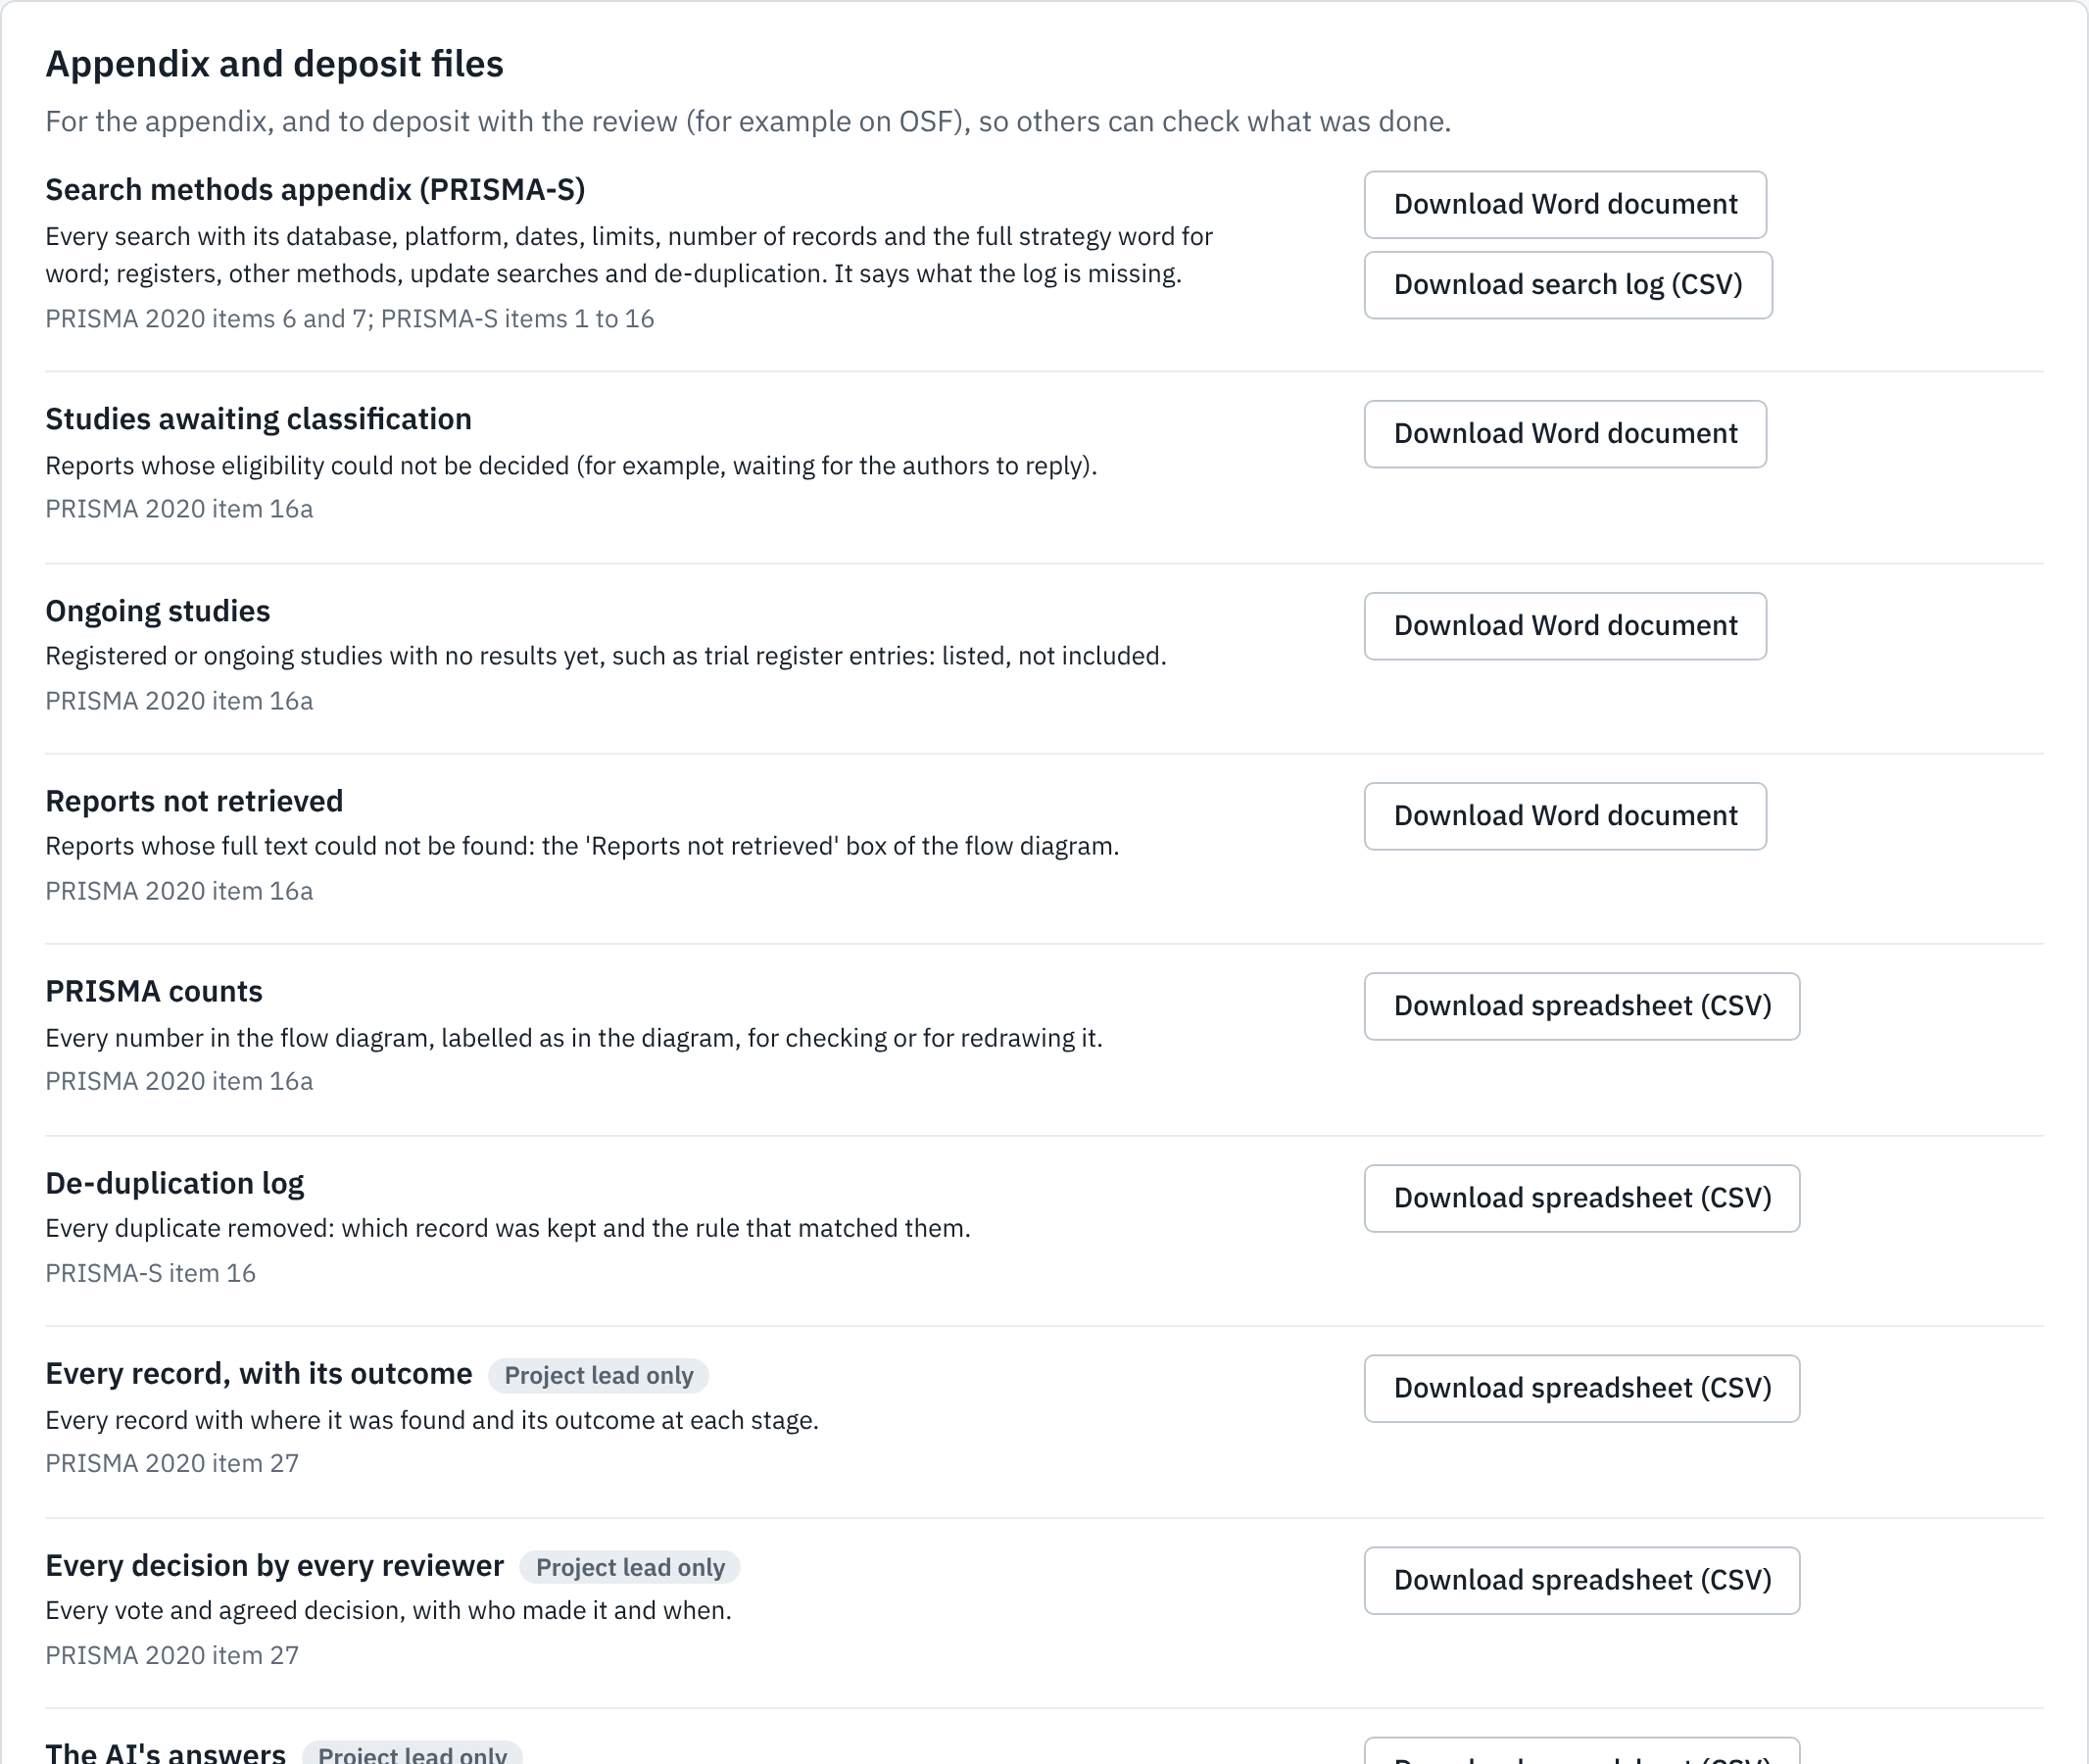 Appendix and deposit files
For the appendix, and to deposit with the review (for example on OSF), so others can check what was done.
Search methods appendix (PRISMA-S)
Every search with its database, platform, dates, limits, number of records and the full strategy word for
word; registers, other methods, update searches and de-duplication. It says what the log is missing.
PRISMA 2020 items 6 and 7; PRISMA-S items 1 to 16
Download Word document
Download search log (CSV)
Studies awaiting classification
Reports whose eligibility could not be decided (for example, waiting for the authors to reply).
PRISMA 2020 item 16a
Download Word document
Ongoing studies
Registered or ongoing studies with no results yet, such as trial register entries: listed, not included.
PRISMA 2020 item 16a
Download Word document
Reports not retrieved
Reports whose full text could not be found: the 'Reports not retrieved' box of the flow diagram.
PRISMA 2020 item 16a
Download Word document
PRISMA counts
Every number in the flow diagram, labelled as in the diagram, for checking or for redrawing it.
PRISMA 2020 item 16a
Download spreadsheet (CSV)
De-duplication log
Every duplicate removed: which record was kept and the rule that matched them.
PRISMA-S item 16
Download spreadsheet (CSV)
Every record, with its outcome Project lead only
Every record with where it was found and its outcome at each stage.
PRISMA 2020 item 27
Download spreadsheet (CSV)
Every decision by every reviewer Project lead only
Every vote and agreed decision, with who made it and when.
PRISMA 2020 item 27
Download spreadsheet (CSV)
The AI's answers Project lead only
Download spreadsheet (CSV)